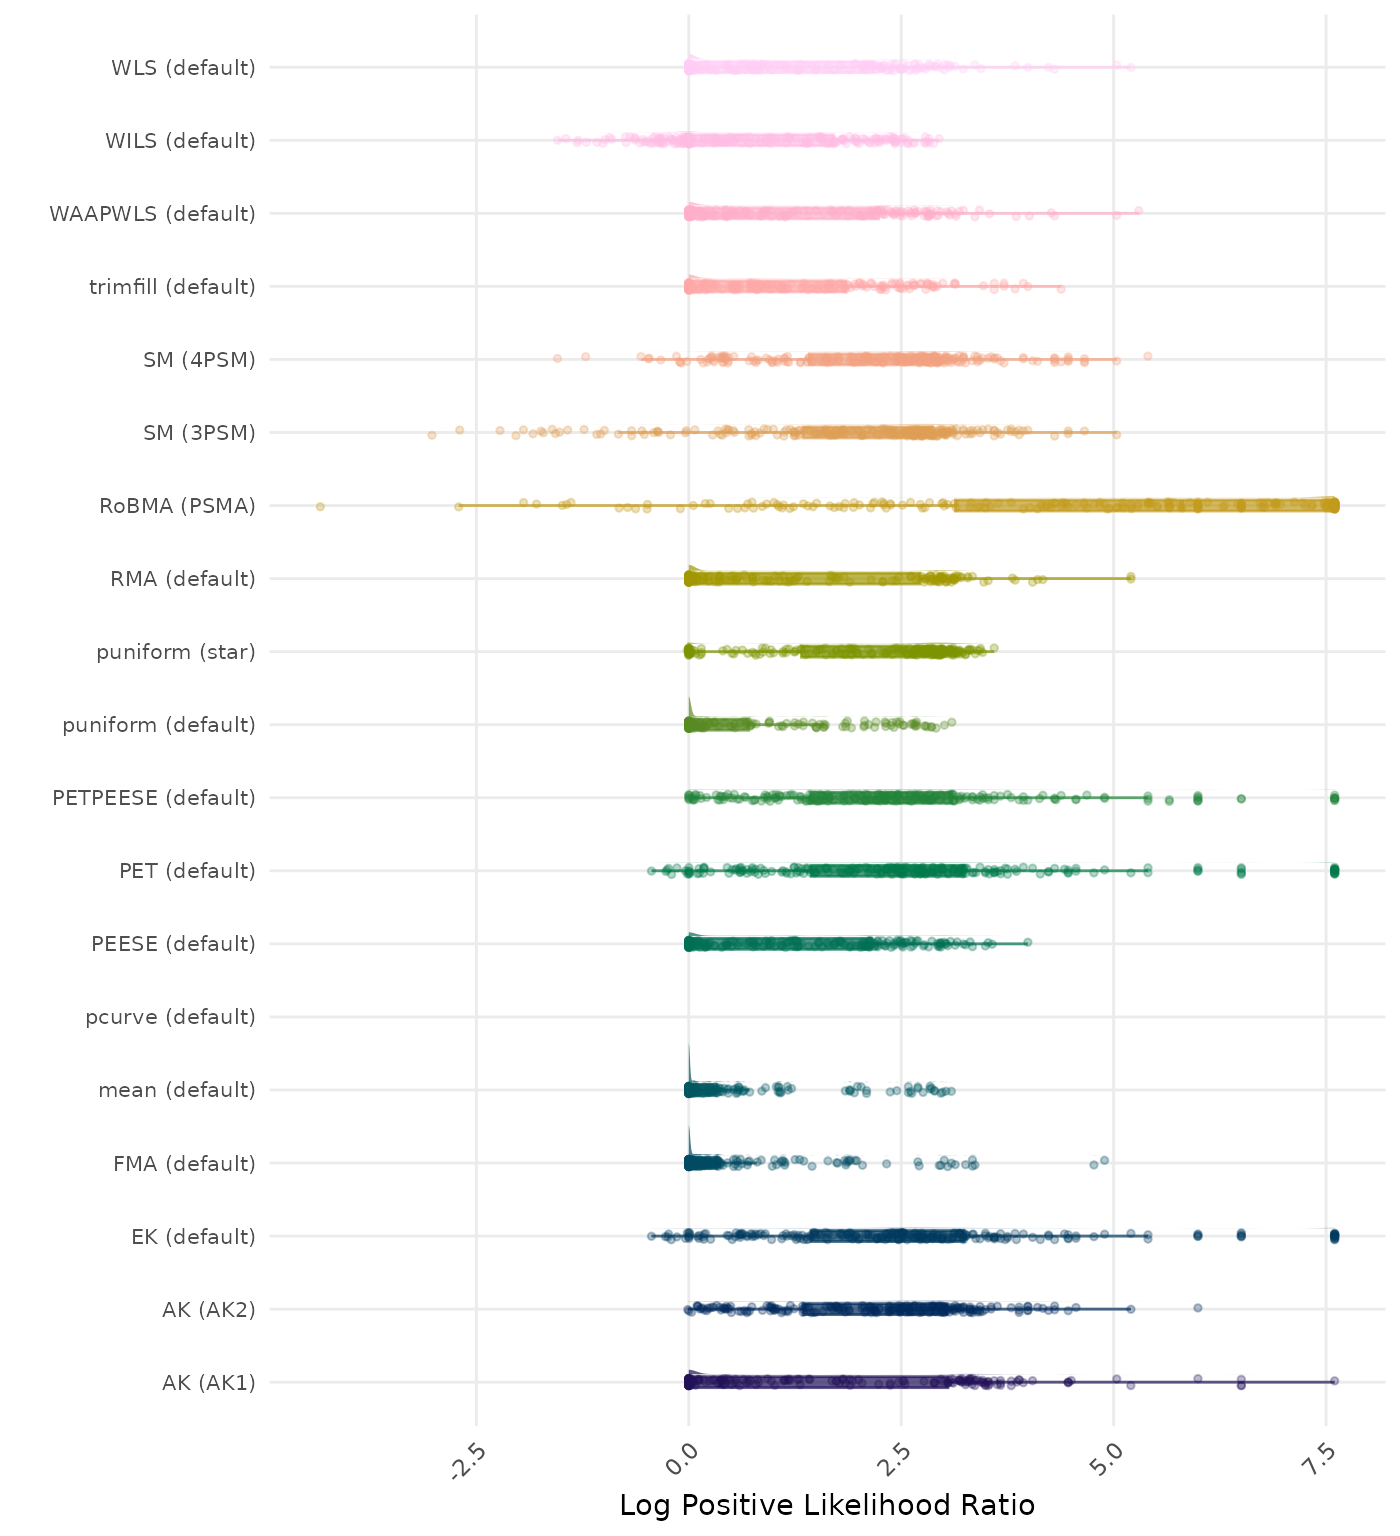 WLS (default)
WILS (default)
WAAPWLS (default)
trimfill (default)
SM (4PSM)
SM (3PSM)
RoBMA (PSMA)
RMA (default)
puniform (star)
puniform (default)
PETPEESE (default)
PET (default)
PEESE (default)
pcurve (default)
mean (default)
FMA (default)
EK (default)
AK (AK2)
AK (AK1)
-2.5 0.0 2.5 5.0 7.5
Log Positive Likelihood Ratio